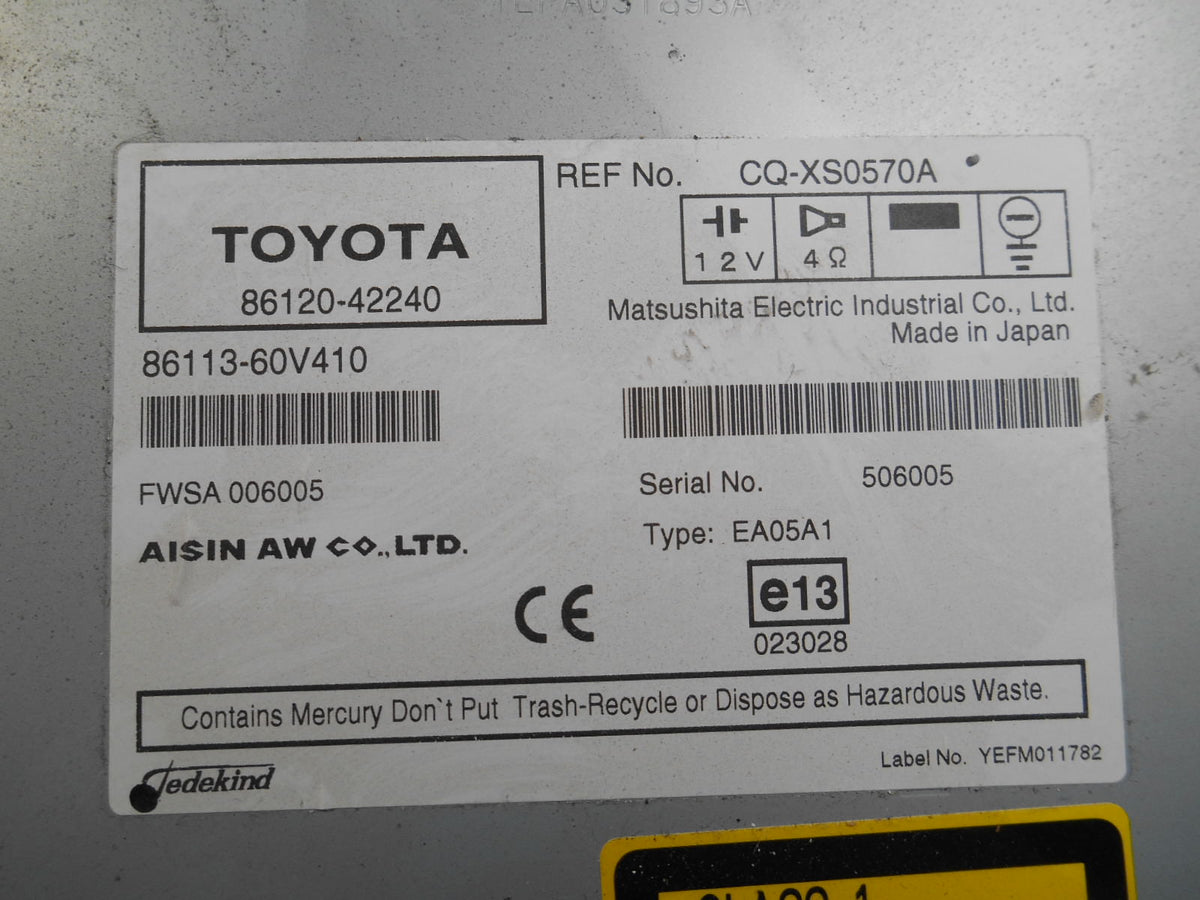 TOYOTA
86120-42240
REF No. CQ-XS0570A
12V 4Ω
Matsushita Electric Industrial Co., Ltd.
Made in Japan
86113-60V410
FWSA 006005
Serial No. 506005
Type: EA05A1
AISIN AW CO.,LTD.
CE
e13
023028
Contains Mercury Don`t Put Trash-Recycle or Dispose as Hazardous Waste.
Label No. YEFM011782